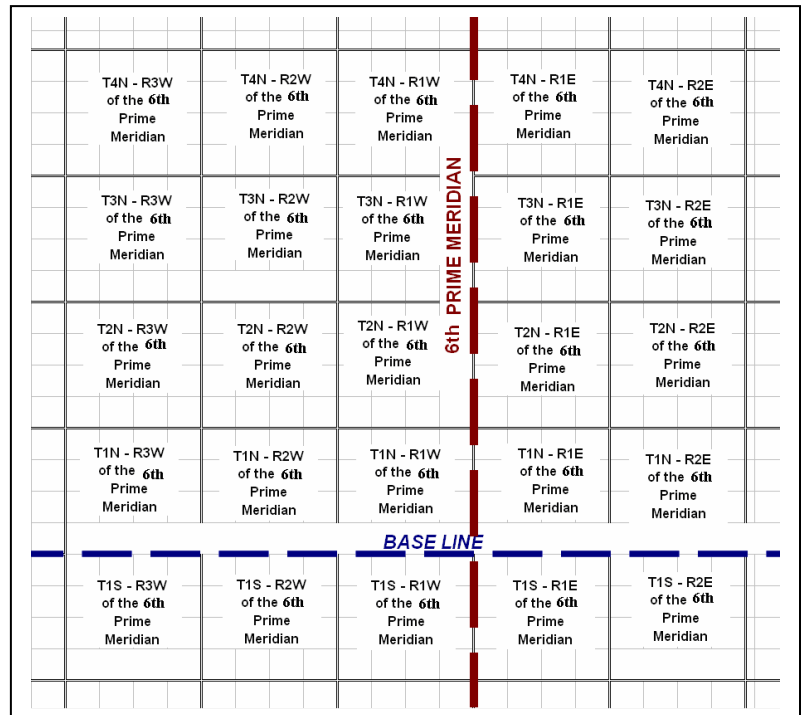 T4N - R3W
of the 6th
Prime
Meridian
T4N - R2W
of the 6th
Prime
Meridian
T4N - R1W
of the 6th
Prime
Meridian
T4N - R1E
of the 6th
Prime
Meridian
T4N - R2E
of the 6th
Prime
Meridian
6th PRIME MERIDIAN
T3N - R3W
of the 6th
Prime
Meridian
T3N - R2W
of the 6th
Prime
Meridian
T3N - R1W
of the 6th
Prime
Meridian
T3N - R1E
of the 6th
Prime
Meridian
T3N - R2E
of the 6th
Prime
Meridian
T2N - R3W
of the 6th
Prime
Meridian
T2N - R2W
of the 6th
Prime
Meridian
T2N - R1W
of the 6th
Prime
Meridian
T2N - R1E
of the 6th
Prime
Meridian
T2N - R2E
of the 6th
Prime
Meridian
T1N - R3W
of the 6th
Prime
Meridian
T1N - R2W
of the 6th
Prime
Meridian
T1N - R1W
of the 6th
Prime
Meridian
T1N - R1E
of the 6th
Prime
Meridian
T1N - R2E
of the 6th
Prime
Meridian
BASE LINE
T1S - R3W
of the 6th
Prime
Meridian
T1S - R2W
of the 6th
Prime
Meridian
T1S - R1W
of the 6th
Prime
Meridian
T1S - R1E
of the 6th
Prime
Meridian
T1S - R2E
of the 6th
Prime
Meridian